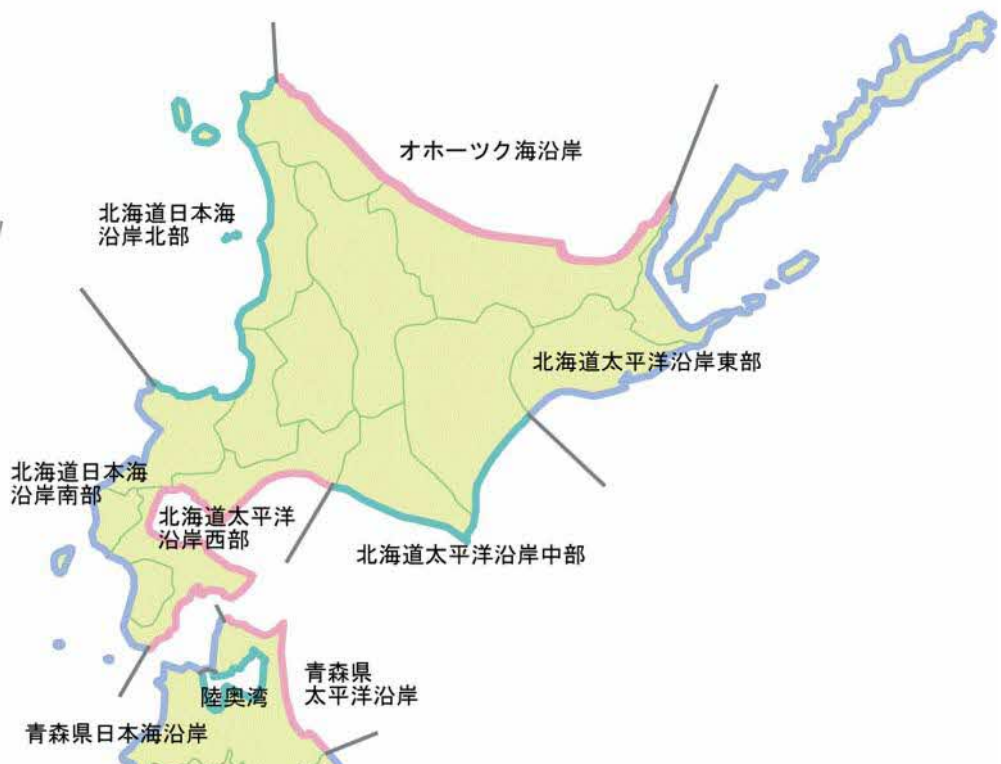 オホーツク海沿岸
北海道日本海
沿岸北部
北海道太平洋沿岸東部
北海道日本海
沿岸南部
北海道太平洋
沿岸西部
北海道太平洋沿岸中部
青森県
太平洋沿岸
陸奥湾
青森県日本海沿岸